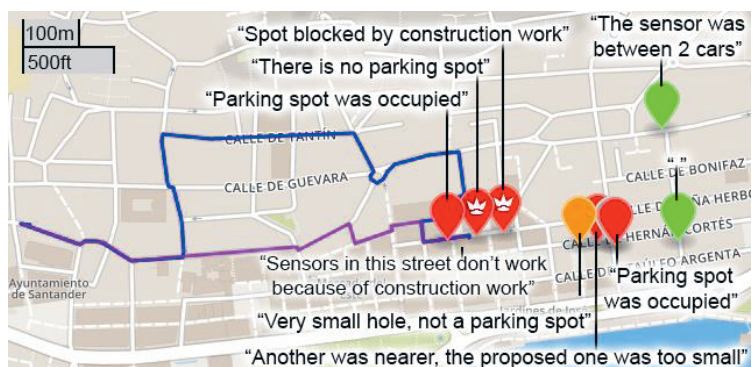 100m
500ft
“Spot blocked by construction work”
“There is no parking spot”
“Parking spot was occupied”
“The sensor was
between 2 cars”
CALLE DE TANTÍN
CALLE DE GUEVARA
CALLE DE BONIFAZ
“ ”
HERNÁN CORTÉS
CALLE DE
ARGENTA
Ayuntamiento
de Santander
“Sensors in this street don’t work
because of construction work”
“Parking spot
was occupied”
“Very small hole, not a parking spot”
“Another was nearer, the proposed one was too small”